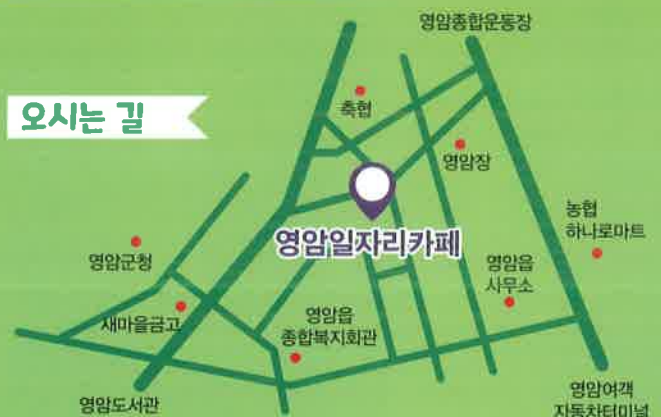 영암종합운동장
오시는 길
축협
영암장
농협
하나로마트
영암일자리카페
영암군청
영암읍
사무소
새마을금고
영암읍
종합복지회관
영암도서관
영암여객
자동차터미널